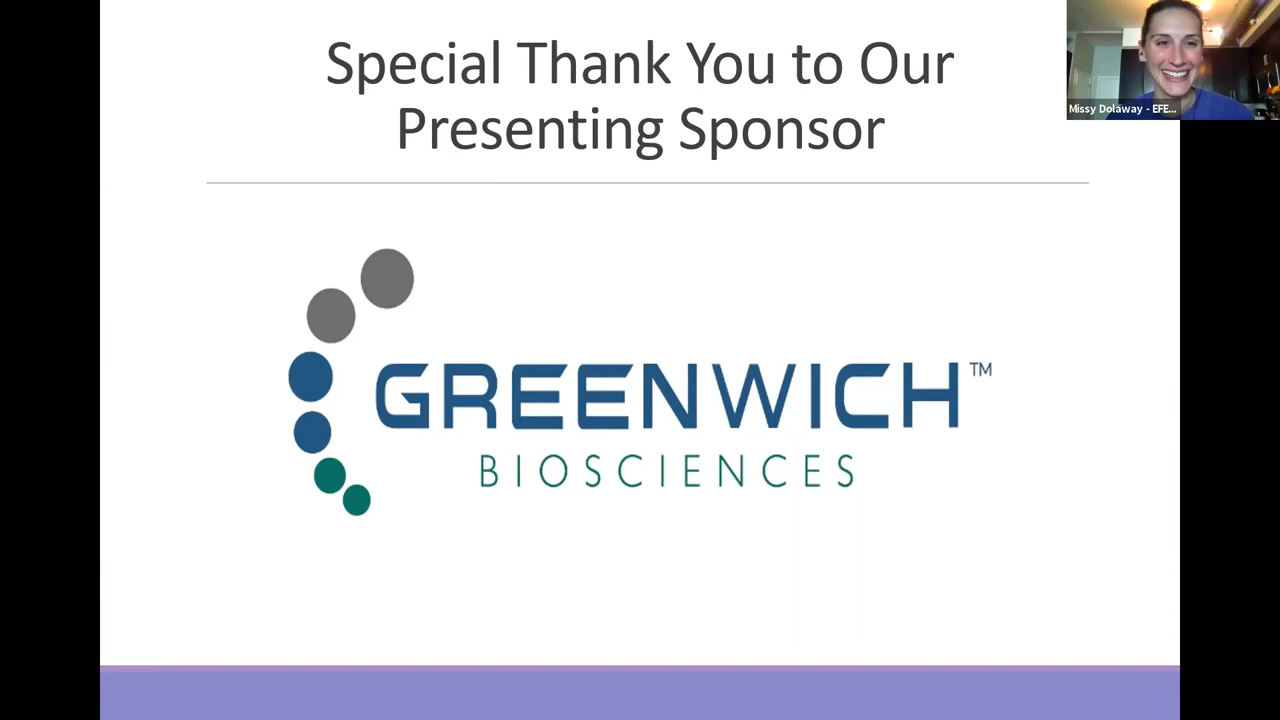 Special Thank You to Our
Presenting Sponsor
Missy Dolaway - EFE...
GREENWICH™
BIOSCIENCES